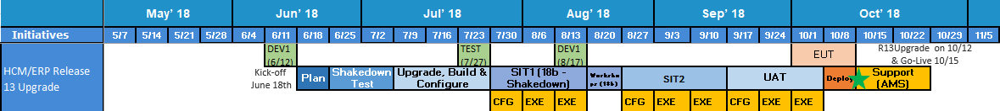 May' 18 Jun' 18 Jul' 18 Aug' 18 Sep' 18 Oct' 18
Initiatives 5/7 5/14 5/21 5/28 6/4 6/11 6/18 6/25 7/2 7/9 7/16 7/23 7/30 8/6 8/13 8/20 8/27 9/3 9/10 9/17 9/24 10/1 10/8 10/15 10/22 10/29 11/5
HCM/ERP Release
13 Upgrade
DEV1
(6/12)
TEST
(7/27)
DEV1
(8/17)
EUT
R13Upgrade on 10/12
& Go-Live 10/15
Kick-off
June 18th
Plan
Shakedown
Test
Upgrade, Build &
Configure
SIT1 (18b -
Shakedown)
Worksho
ps (18b)
SIT2
UAT
Deploy
Support
(AMS)
CFG EXE EXE CFG EXE EXE CFG EXE EXE